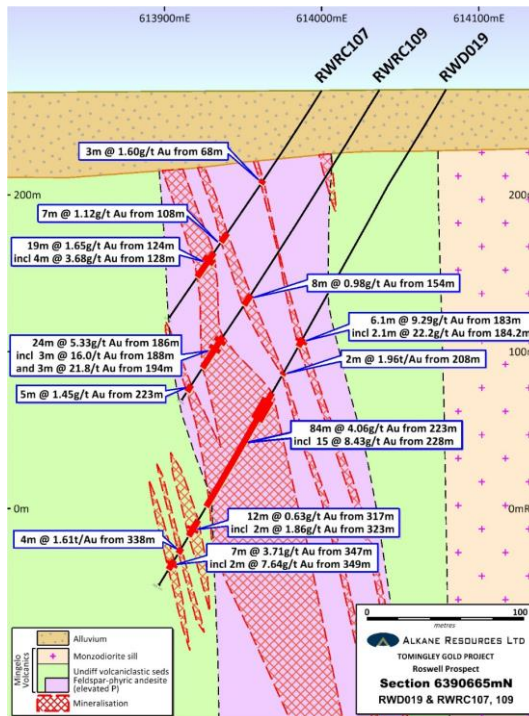 613900mE
614000mE
614100mE
RWRC107
RWRC109
RWD019
3m @ 1.60g/t Au from 68m
200m
200
7m @ 1.12g/t Au from 108m
19m @ 1.65g/t Au from 124m
incl 4m @ 3.68g/t Au from 128m
8m @ 0.98g/t Au from 154m
6.1m @ 9.29g/t Au from 183m
incl 2.1m @ 22.2g/t Au from 184.2m
24m @ 5.33g/t Au from 186m
incl 3m @ 16.0/t Au from 188m
and 3m @ 21.8/t Au from 194m
100m
2m @ 1.96t/Au from 208m
5m @ 1.45g/t Au from 223m
84m @ 4.06g/t Au from 223m
incl 15 @ 8.43g/t Au from 228m
0m
0mR
12m @ 0.63g/t Au from 317m
incl 2m @ 1.86g/t Au from 323m
4m @ 1.61t/Au from 338m
7m @ 3.71g/t Au from 347m
incl 2m @ 7.64g/t Au from 349m
Mingelo
Volcanics
Alluvium
Monzodiorite sill
Undiff volcaniclastic seds
Feldspar-phyric andesite
(elevated P)
Mineralisation
0
100
metres
ALKANE RESOURCES LTD
TOMINGLEY GOLD PROJECT
Roswell Prospect
Section 6390665mN
RWD019 & RWRC107, 109